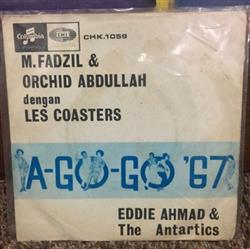 Columbia
EMI
CHK.1059
M.FADZIL &
ORCHID ABDULLAH
dengan
LES COASTERS
A-GO-GO '67
EDDIE AHMAD &
The Antartics